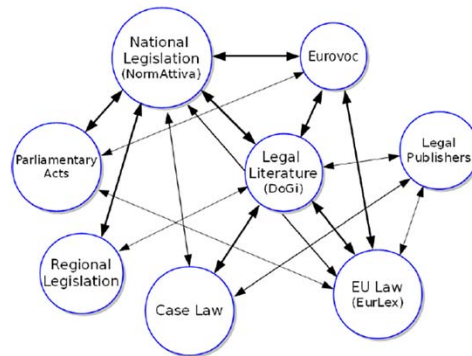 National
Legislation
(NormAttiva)
Eurovoc
Parliamentary
Acts
Legal
Literature
(DoGi)
Legal
Publishers
Regional
Legislation
Case Law
EU Law
(EurLex)